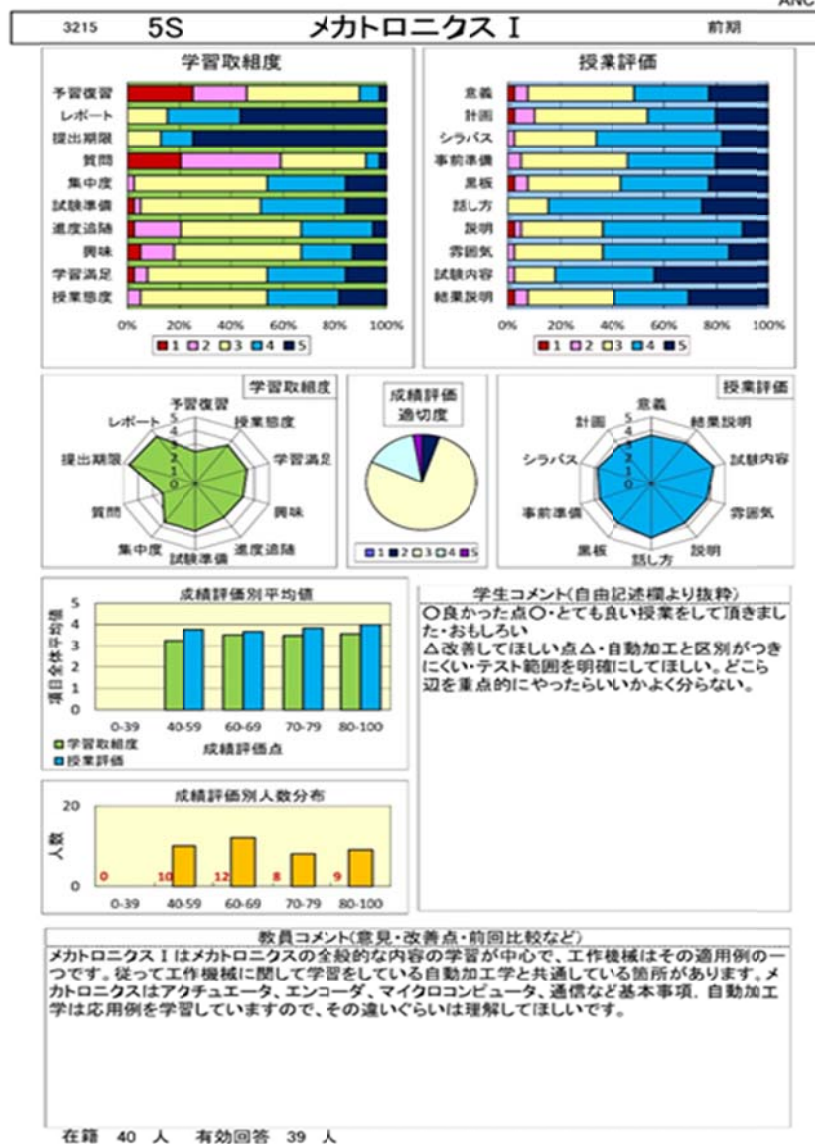 ANC
3215 5S メカトロニクス I 前期
学習取組度
予習復習
レポート
提出期限
質問
集中度
試験準備
進度追随
興味
学習満足
授業態度
0% 20% 40% 60% 80% 100%
1 2 3 4 5
授業評価
意義
計画
シラバス
事前準備
黒板
話し方
説明
雰囲気
試験内容
結果説明
0% 20% 40% 60% 80% 100%
1 2 3 4 5
学習取組度
予習復習
授業態度
学習満足
興味
進度追随
試験準備
集中度
質問
提出期限
レポート
5
4
3
2
1
0
成績評価
適切度
1 2 3 4 5
授業評価
意義
結果説明
試験内容
雰囲気
説明
話し方
黒板
事前準備
シラバス
計画
5
4
3
2
1
0
成績評価別平均値
項目全体平均値
5
4
3
2
1
0
0-39 40-59 60-69 70-79 80-100
学習取組度
授業評価
成績評価点
学生コメント(自由記述欄より抜粋)
〇良かった点〇・とても良い授業をして頂きまし
た・おもしろい
△改善してほしい点△・自動加工と区別がつき
にくい・テスト範囲を明確にしてほしい。どこら
辺を重点的にやったらいいかよく分らない。
成績評価別人数分布
人数
20
0
0 10 12 8 9
0-39 40-59 60-69 70-79 80-100
教員コメント(意見・改善点・前回比較など)
メカトロニクス I はメカトロニクスの全般的な内容の学習が中心で、工作機械はその適用例の一
つです。従って工作機械に関して学習をしている自動加工学と共通している箇所があります。メ
カトロニクスはアクチュエータ、エンコーダ、マイクロコンピュータ、通信など基本事項、自動加工
学は応用例を学習していますので、その違いぐらいは理解してほしいです。
在籍 40 人 有効回答 39 人